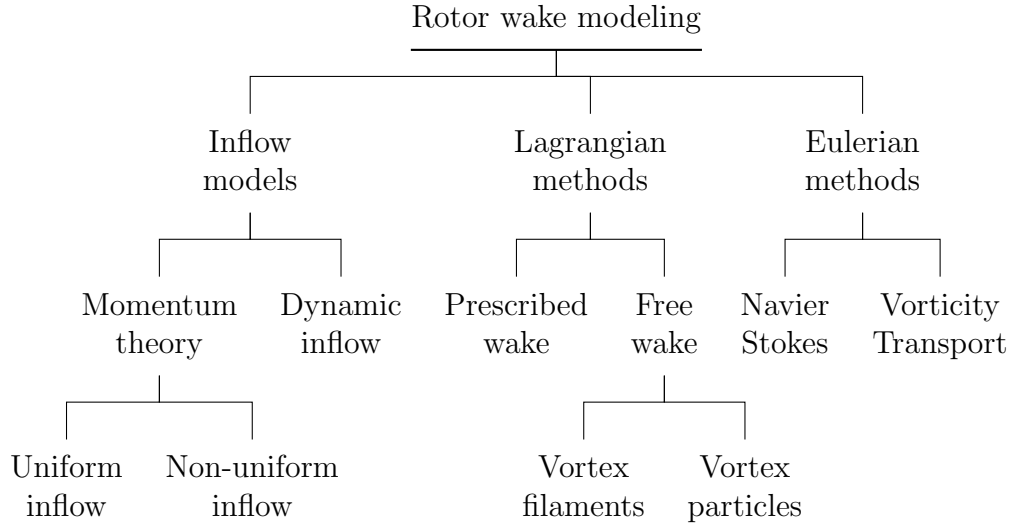 Rotor wake modeling
Inflow
models
Lagrangian
methods
Eulerian
methods
Momentum
theory
Dynamic
inflow
Prescribed
wake
Free
wake
Navier
Stokes
Vorticity
Transport
Uniform
inflow
Non-uniform
inflow
Vortex
filaments
Vortex
particles